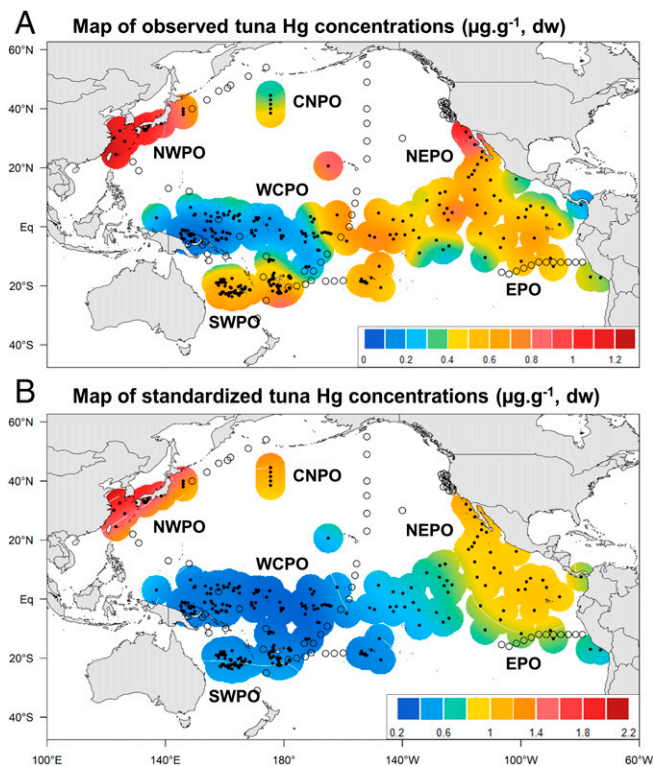 A
Map of observed tuna Hg concentrations (µg.g⁻¹, dw)
60°N
40°N
20°N
Eq
20°S
40°S
CNPO
NWPO
NEPO
WCPO
SWPO
EPO
0 0.2 0.4 0.6 0.8 1 1.2
B
Map of standardized tuna Hg concentrations (µg.g⁻¹, dw)
60°N
40°N
20°N
Eq
20°S
40°S
CNPO
NWPO
NEPO
WCPO
SWPO
EPO
0.2 0.6 1 1.4 1.8 2.2
100°E 140°E 180° 140°W 100°W 60°W